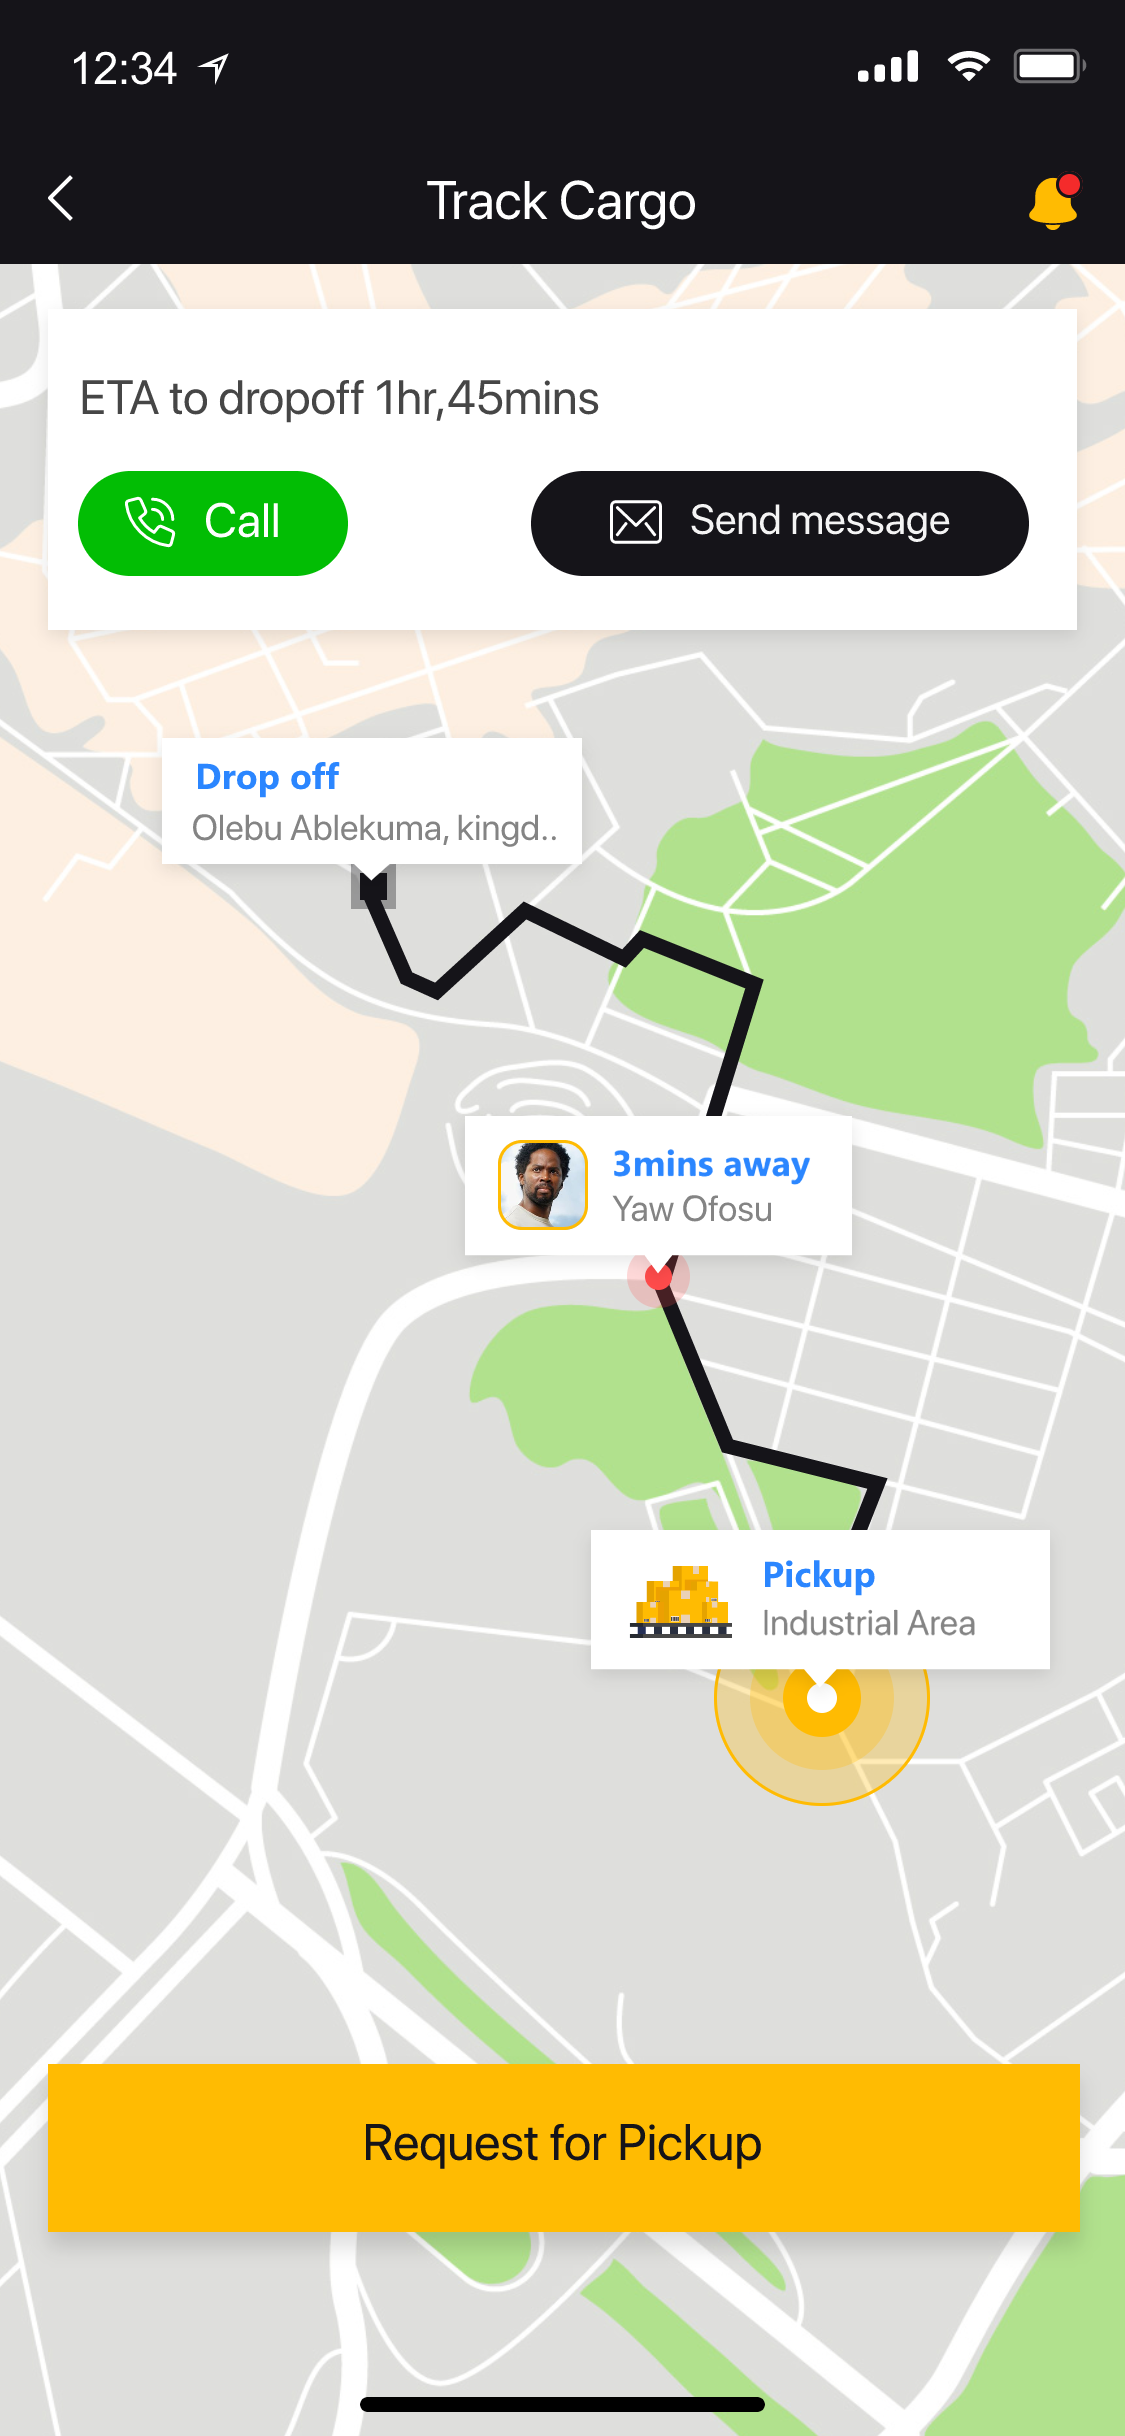 12:34
Track Cargo
ETA to dropoff 1hr,45mins
Call
Send message
Drop off
Olebu Ablekuma, kingd..
3mins away
Yaw Ofosu
Pickup
Industrial Area
Request for Pickup